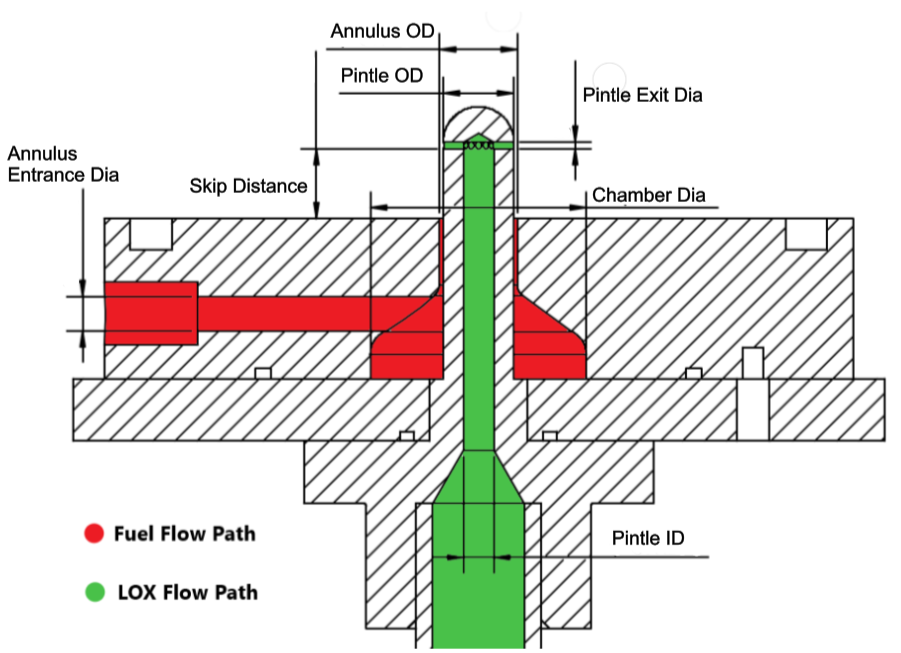 Annulus OD
Pintle OD
Pintle Exit Dia
Annulus
Entrance Dia
Skip Distance
Chamber Dia
Fuel Flow Path
Pintle ID
LOX Flow Path